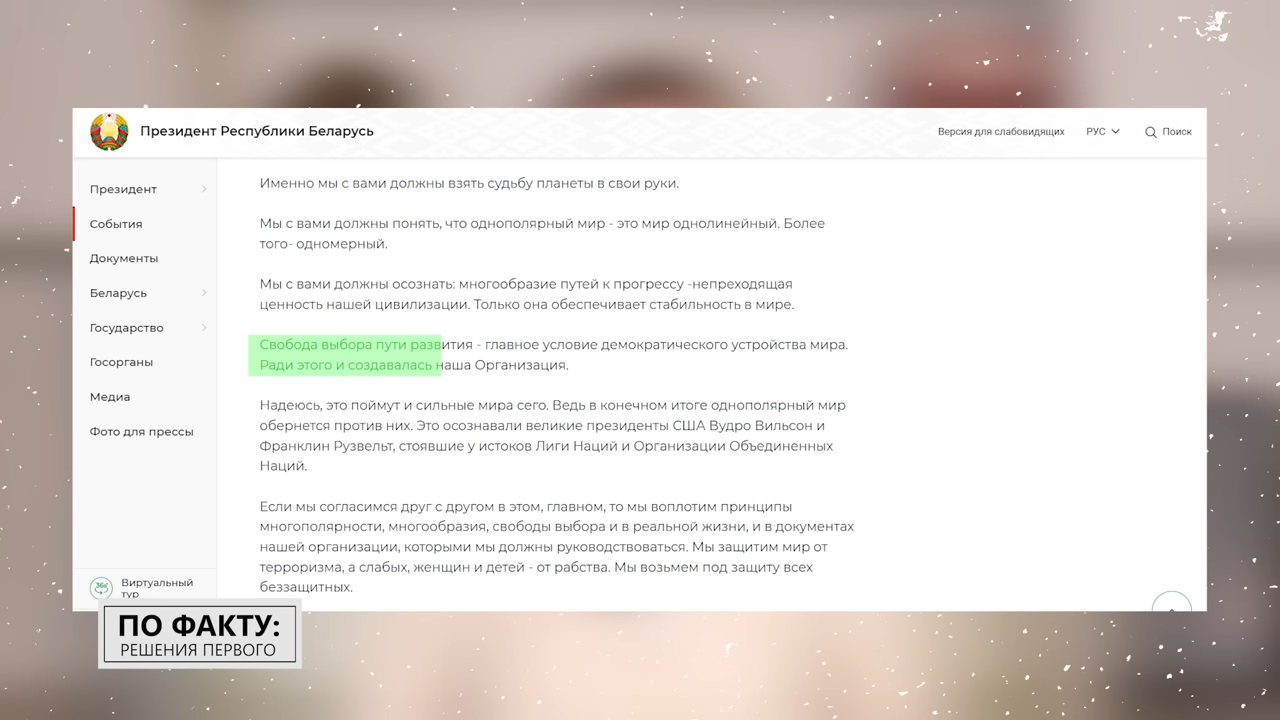 Президент Республики Беларусь
Версия для слабовидящих
РУС
Поиск
Президент
События
Документы
Беларусь
Государство
Госорганы
Медиа
Фото для прессы
360
Виртуальный
тур
Именно мы с вами должны взять судьбу планеты в свои руки.
Мы с вами должны понять, что однополярный мир - это мир однолинейный. Более
того- одномерный.
Мы с вами должны осознать: многообразие путей к прогрессу -непреходящая
ценность нашей цивилизации. Только она обеспечивает стабильность в мире.
Свобода выбора пути развития - главное условие демократического устройства мира.
Ради этого и создавалась наша Организация.
Надеюсь, это поймут и сильные мира сего. Ведь в конечном итоге однополярный мир
обернется против них. Это осознавали великие президенты США Вудро Вильсон и
Франклин Рузвельт, стоявшие у истоков Лиги Наций и Организации Объединенных
Наций.
Если мы согласимся друг с другом в этом, главном, то мы воплотим принципы
многополярности, многообразия, свободы выбора и в реальной жизни, и в документах
нашей организации, которыми мы должны руководствоваться. Мы защитим мир от
терроризма, а слабых, женщин и детей - от рабства. Мы возьмем под защиту всех
беззащитных.
ПО ФАКТУ:
РЕШЕНИЯ ПЕРВОГО